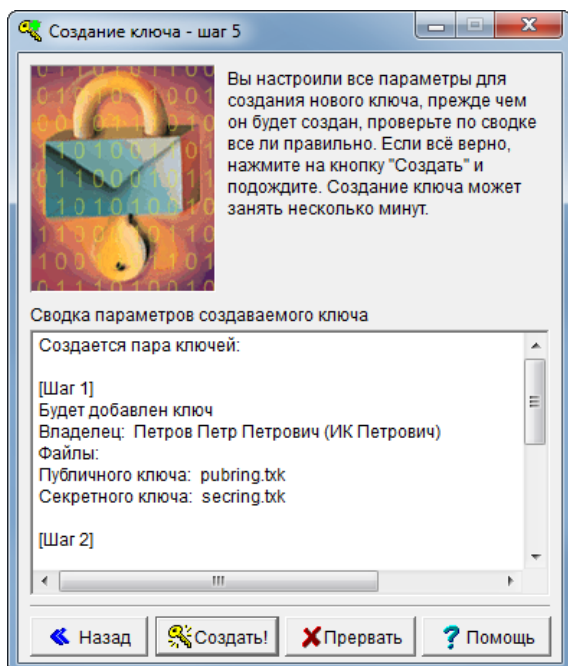 Создание ключа - шаг 5
Вы настроили все параметры для
создания нового ключа, прежде чем
он будет создан, проверьте по сводке
все ли правильно. Если всё верно,
нажмите на кнопку "Создать" и
подождите. Создание ключа может
занять несколько минут.
Сводка параметров создаваемого ключа
Создается пара ключей:
[Шаг 1]
Будет добавлен ключ
Владелец: Петров Петр Петрович (ИК Петрович)
Файлы:
Публичного ключа: pubring.txk
Секретного ключа: secring.txk
[Шаг 2]
Назад
Создать!
Прервать
Помощь